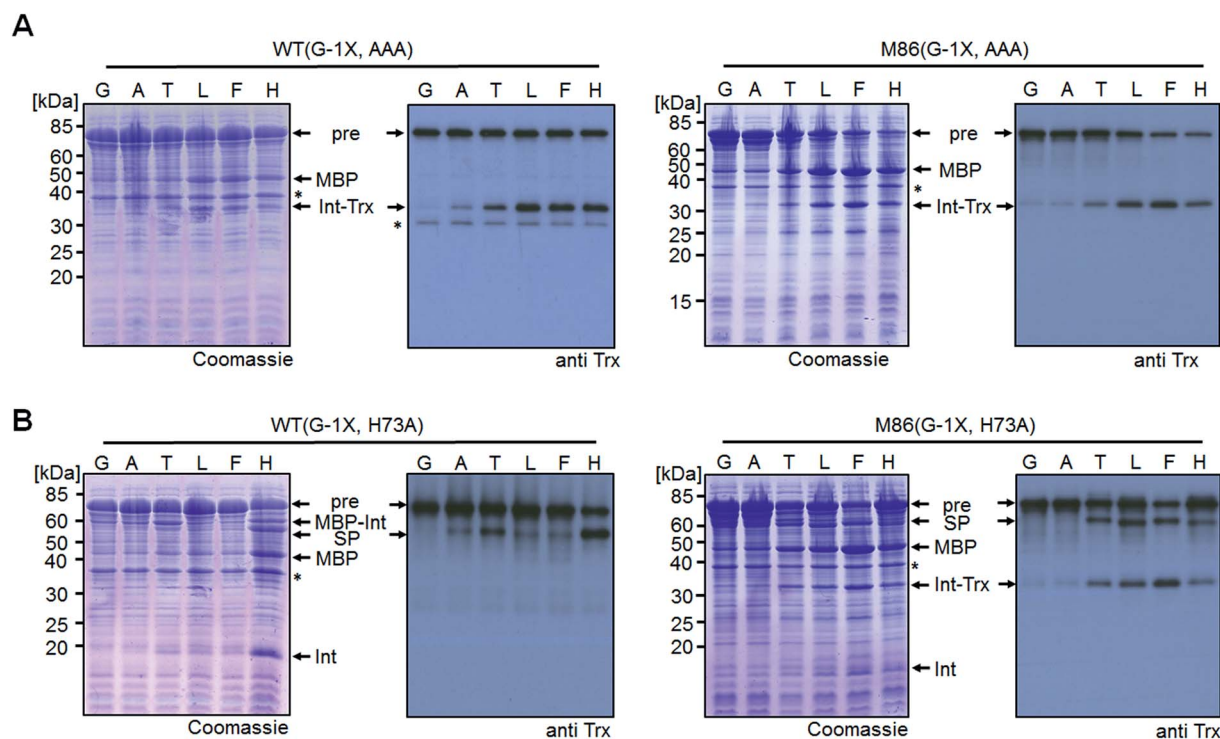 A
WT(G-1X, AAA)
G A T L F H
G A T L F H
[kDa]
85
60
50
40
30
20
pre
MBP
*
Int-Trx
*
Coomassie
anti Trx
M86(G-1X, AAA)
G A T L F H
G A T L F H
[kDa]
85
60
50
40
30
25
20
15
pre
MBP
*
Int-Trx
Coomassie
anti Trx
B
WT(G-1X, H73A)
G A T L F H
G A T L F H
[kDa]
85
60
50
40
30
20
pre
MBP-Int
SP
MBP
*
Int
Coomassie
anti Trx
M86(G-1X, H73A)
G A T L F H
G A T L F H
[kDa]
85
60
50
40
30
25
20
pre
SP
MBP
*
Int-Trx
Int
Coomassie
anti Trx